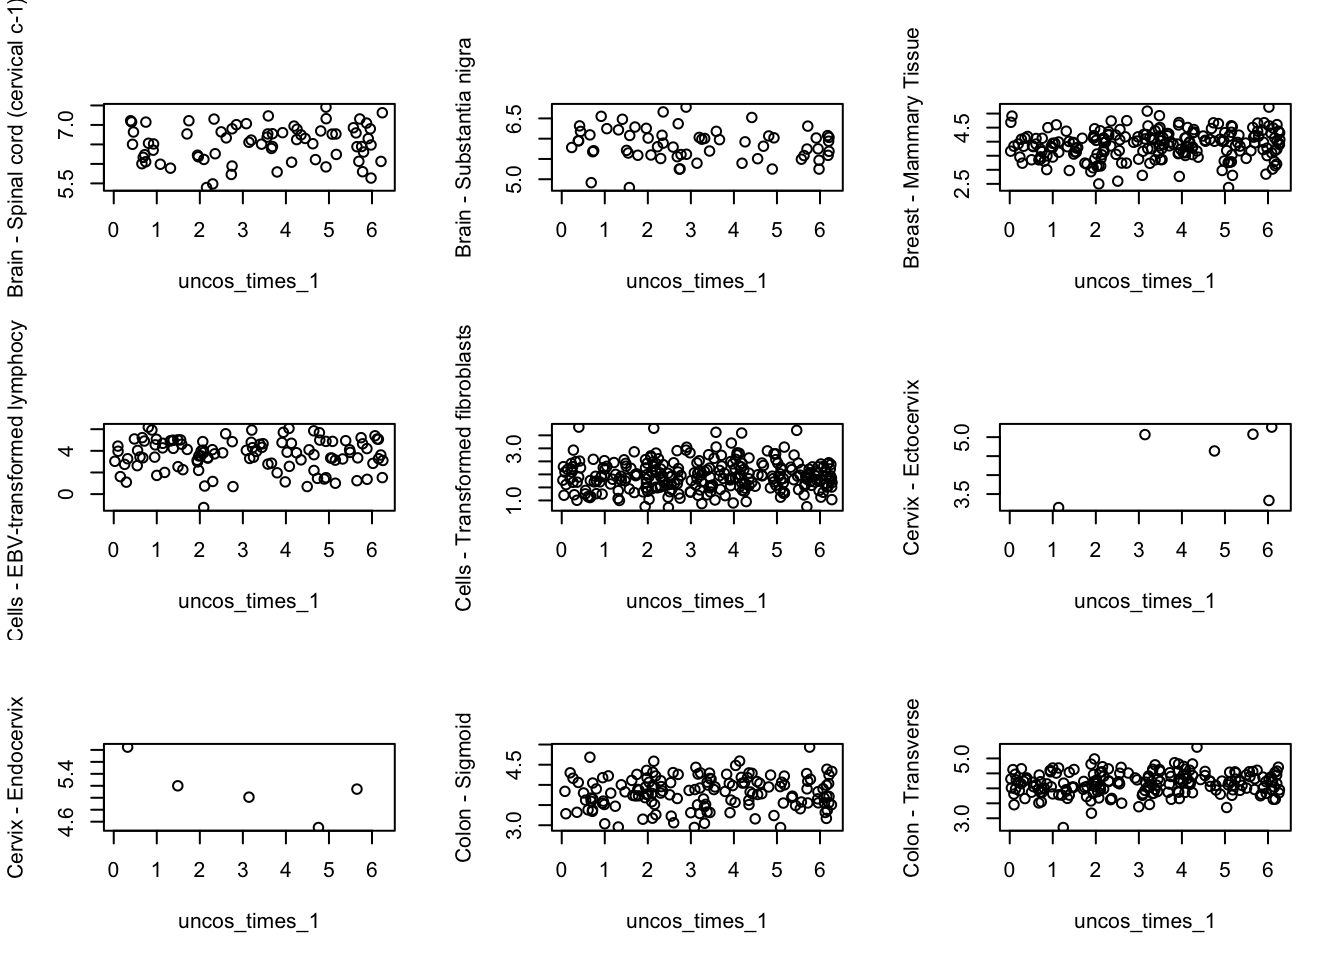 Brain - Spinal cord (cervical c-1)
5.5 7.0
0 1 2 3 4 5 6
uncos_times_1
Brain - Substantia nigra
5.0 6.5
0 1 2 3 4 5 6
uncos_times_1
Breast - Mammary Tissue
2.5 4.5
0 1 2 3 4 5 6
uncos_times_1
Cells - EBV-transformed lymphocy
0 4
0 1 2 3 4 5 6
uncos_times_1
Cells - Transformed fibroblasts
1.0 3.0
0 1 2 3 4 5 6
uncos_times_1
Cervix - Ectocervix
3.5 5.0
0 1 2 3 4 5 6
uncos_times_1
Cervix - Endocervix
4.6 5.4
0 1 2 3 4 5 6
uncos_times_1
Colon - Sigmoid
3.0 4.5
0 1 2 3 4 5 6
uncos_times_1
Colon - Transverse
3.0 5.0
0 1 2 3 4 5 6
uncos_times_1